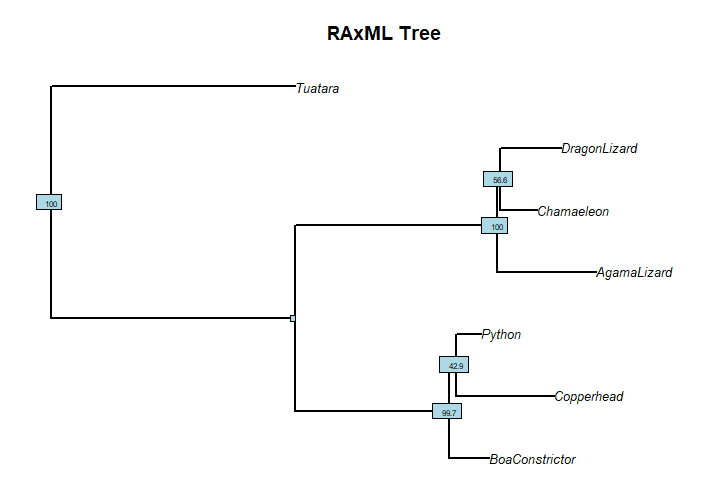 RAxML Tree
Tuatara
DragonLizard
56.6
100
Chamaeleon
100
AgamaLizard
Python
42.9
Copperhead
99.7
BoaConstrictor